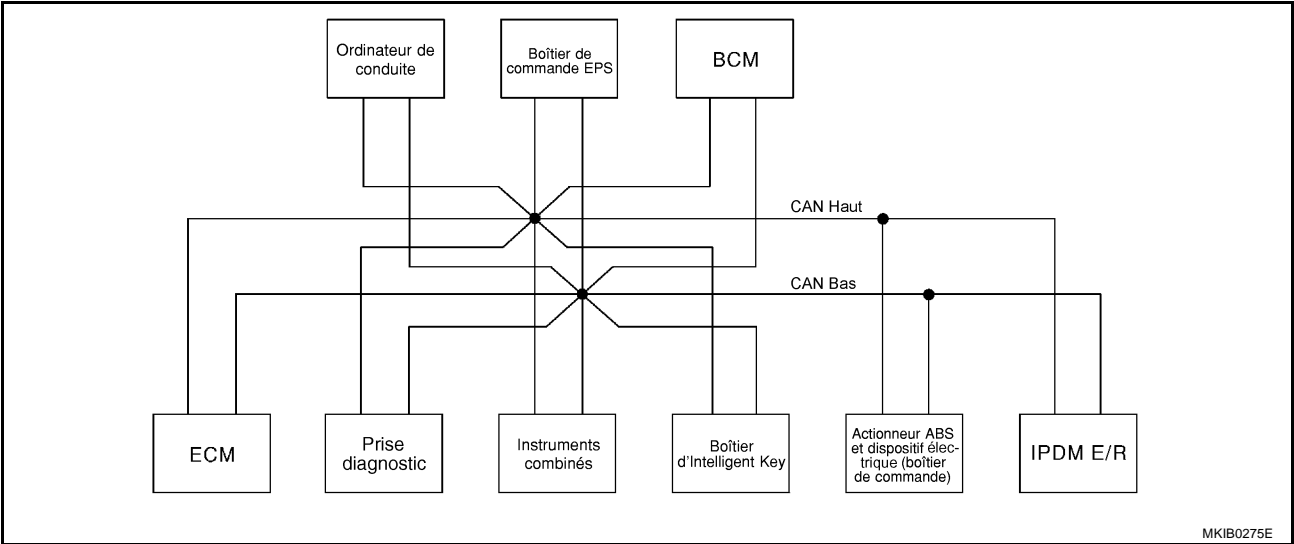 Ordinateur de
conduite
Boîtier de
commande EPS
BCM
CAN Haut
CAN Bas
ECM
Prise
diagnostic
Instruments
combinés
Boîtier
d'Intelligent Key
Actionneur ABS
et dispositif élec-
trique (boîtier
de commande)
IPDM E/R
MKIB0275E